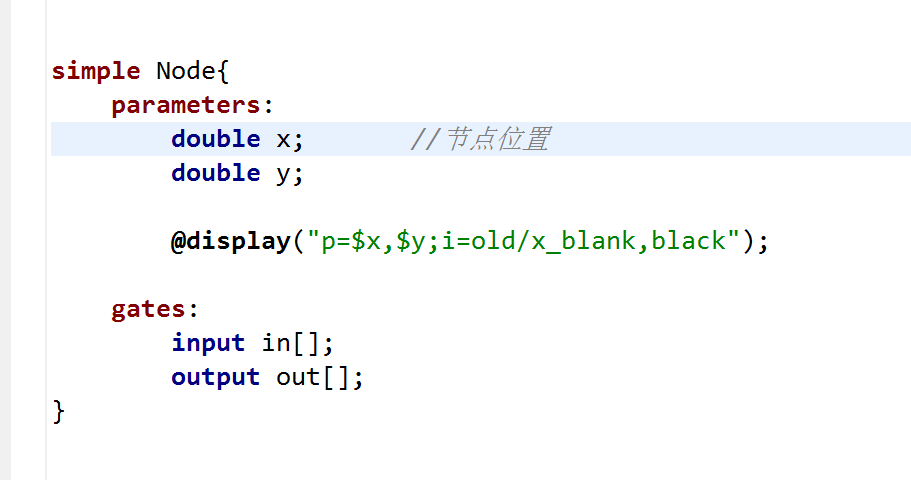 simple Node{
    parameters:
        double x;       //节点位置
        double y;
        @display("p=$x,$y;i=old/x_blank,black");
    gates:
        input in[];
        output out[];
}